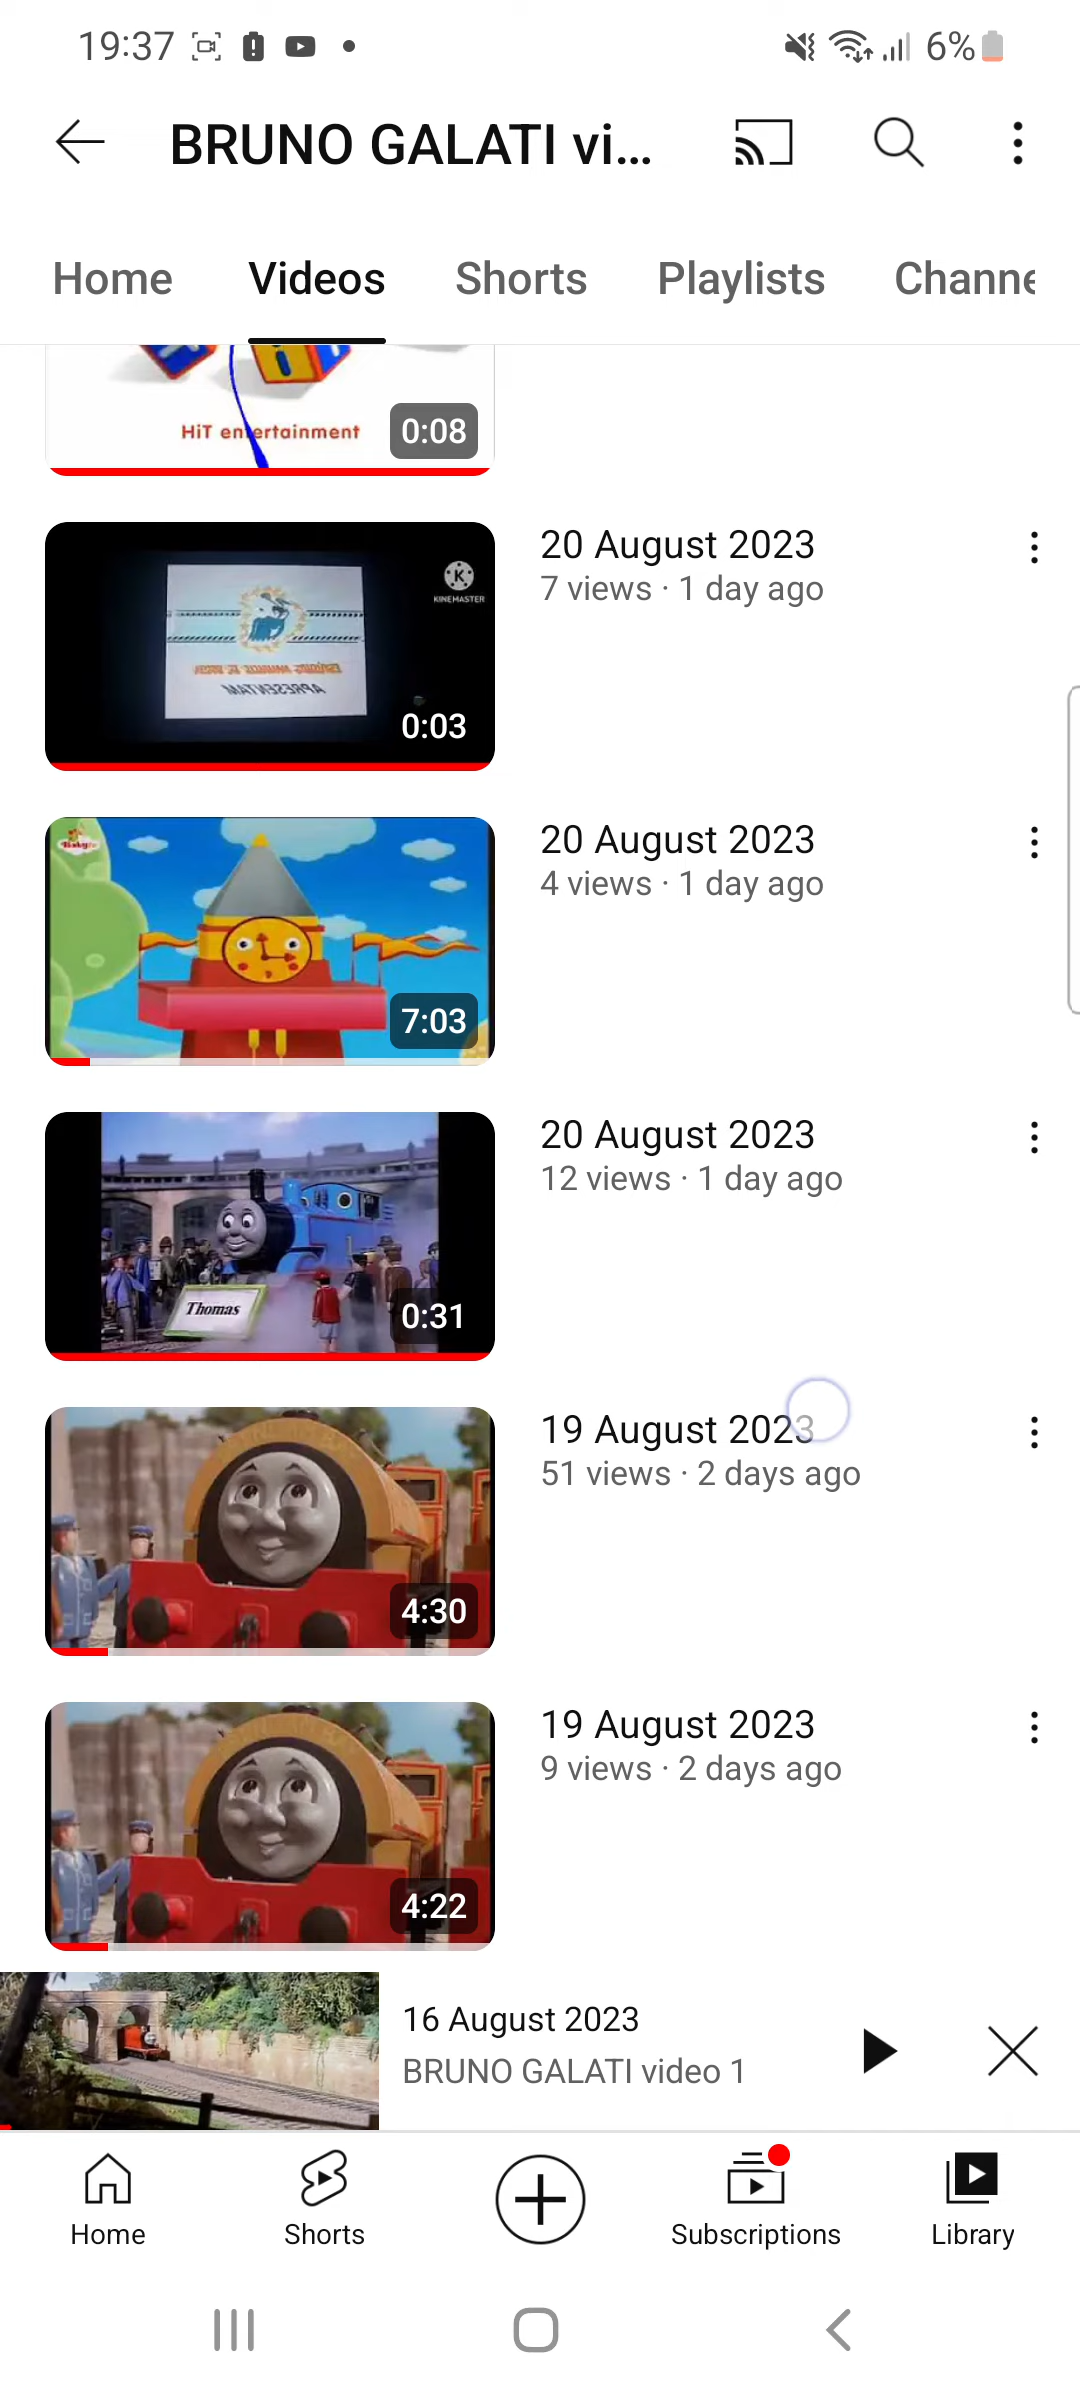 19:37
6%
BRUNO GALATI vi...
Home Videos Shorts Playlists Channe
HiT entertainment
0:08
20 August 2023
7 views · 1 day ago
KINEMASTER
APRESENTAM
0:03
20 August 2023
4 views · 1 day ago
7:03
20 August 2023
12 views · 1 day ago
Thomas
0:31
19 August 2023
51 views · 2 days ago
4:30
19 August 2023
9 views · 2 days ago
4:22
16 August 2023
BRUNO GALATI video 1
Home Shorts Subscriptions Library